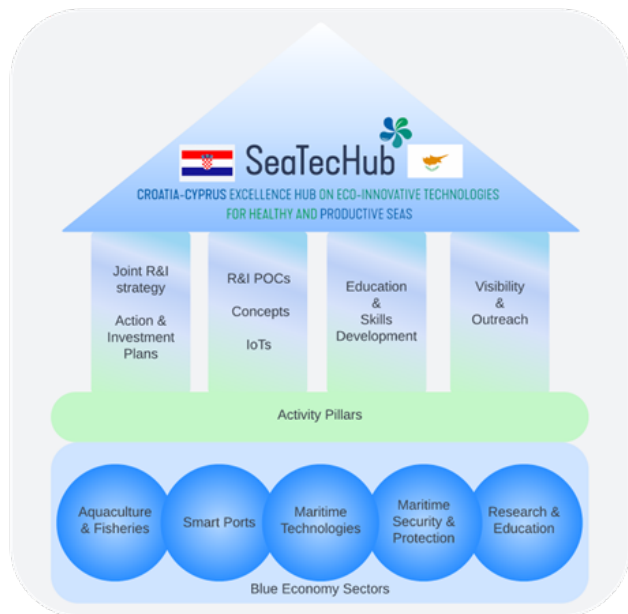 SeaTecHub
CROATIA-CYPRUS EXCELLENCE HUB ON ECO-INNOVATIVE TECHNOLOGIES
FOR HEALTHY AND PRODUCTIVE SEAS
Joint R&I
strategy
Action &
Investment
Plans
R&I POCs
Concepts
IoTs
Education
&
Skills
Development
Visibility
&
Outreach
Activity Pillars
Aquaculture
& Fisheries
Smart Ports
Maritime
Technologies
Maritime
Security &
Protection
Research &
Education
Blue Economy Sectors